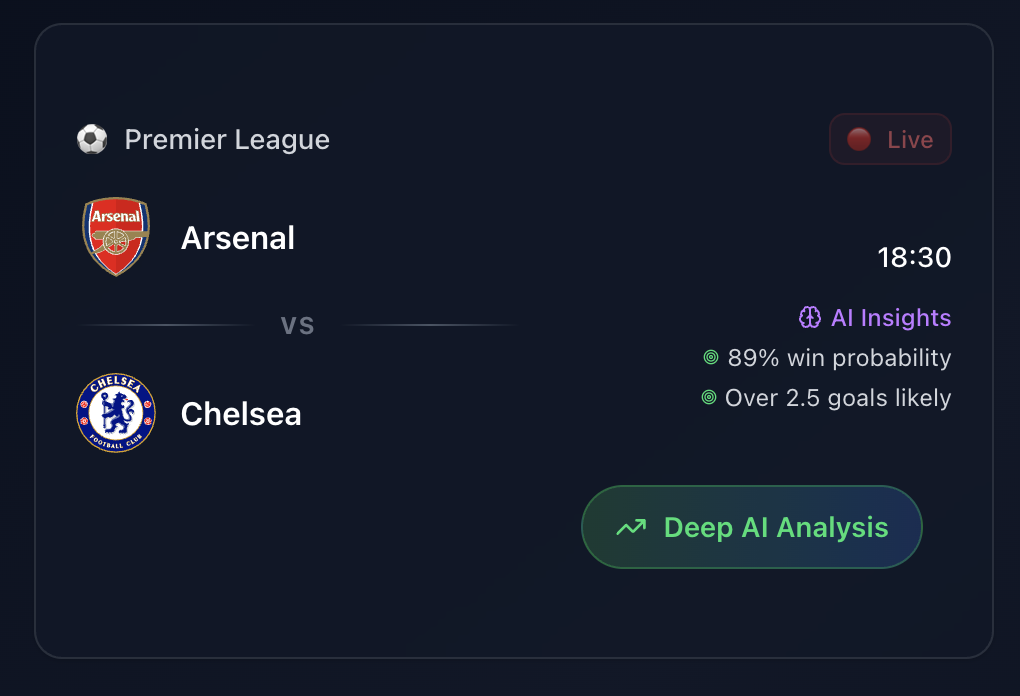 Premier League
Live
Arsenal
Arsenal
18:30
VS
AI Insights
89% win probability
Over 2.5 goals likely
CHELSEA
FOOTBALL CLUB
Chelsea
Deep AI Analysis